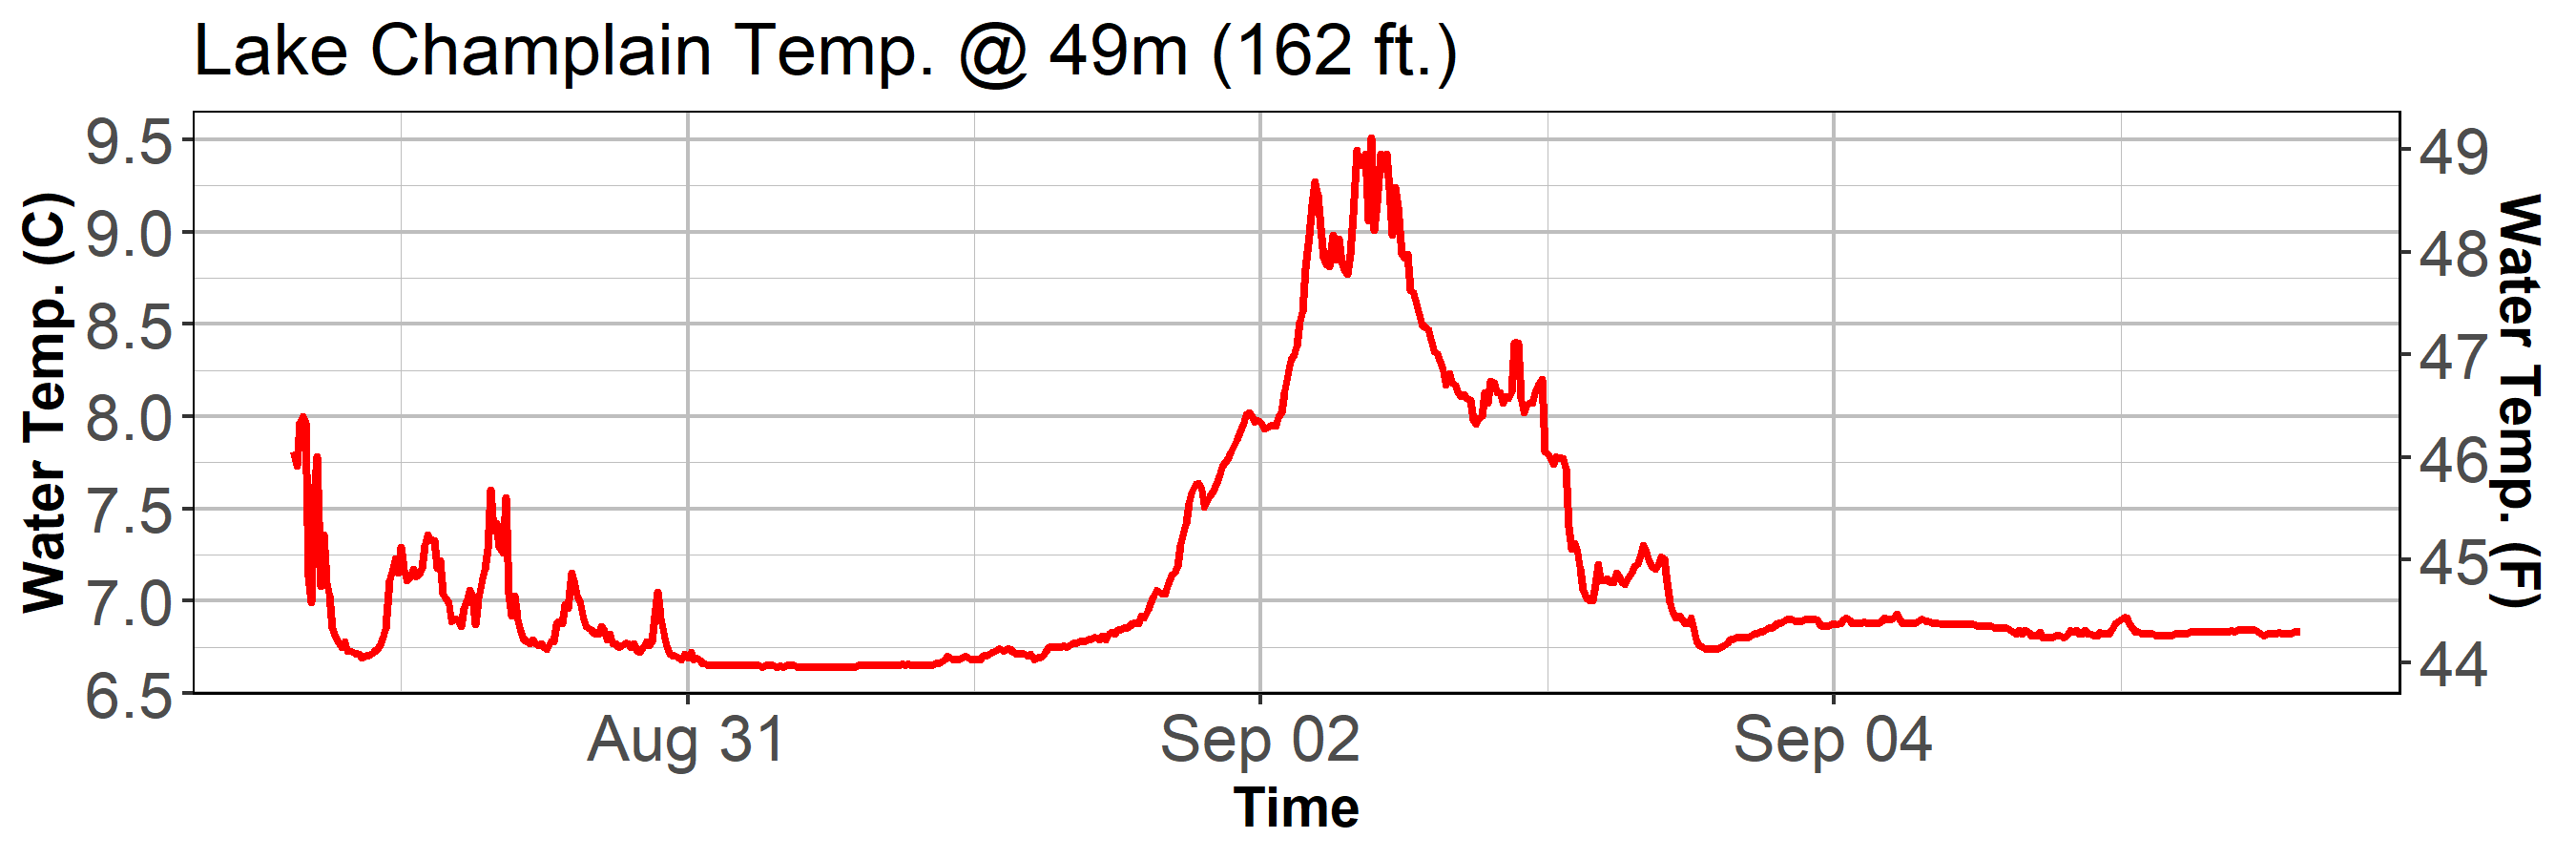 Lake Champlain Temp. @ 49m (162 ft.)
Water Temp. (C)
9.5
9.0
8.5
8.0
7.5
7.0
6.5
49
48
47
46
45
44
Water Temp. (F)
Aug 31
Sep 02
Sep 04
Time